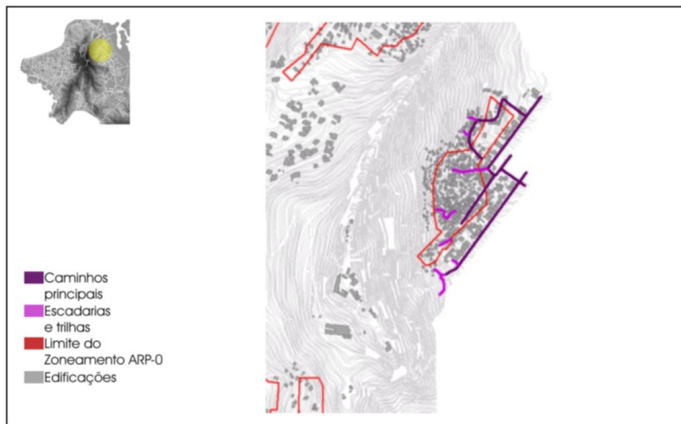 Caminhos
principais
Escadarias
e trilhas
Limite do
Zoneamento ARP-0
Edificações